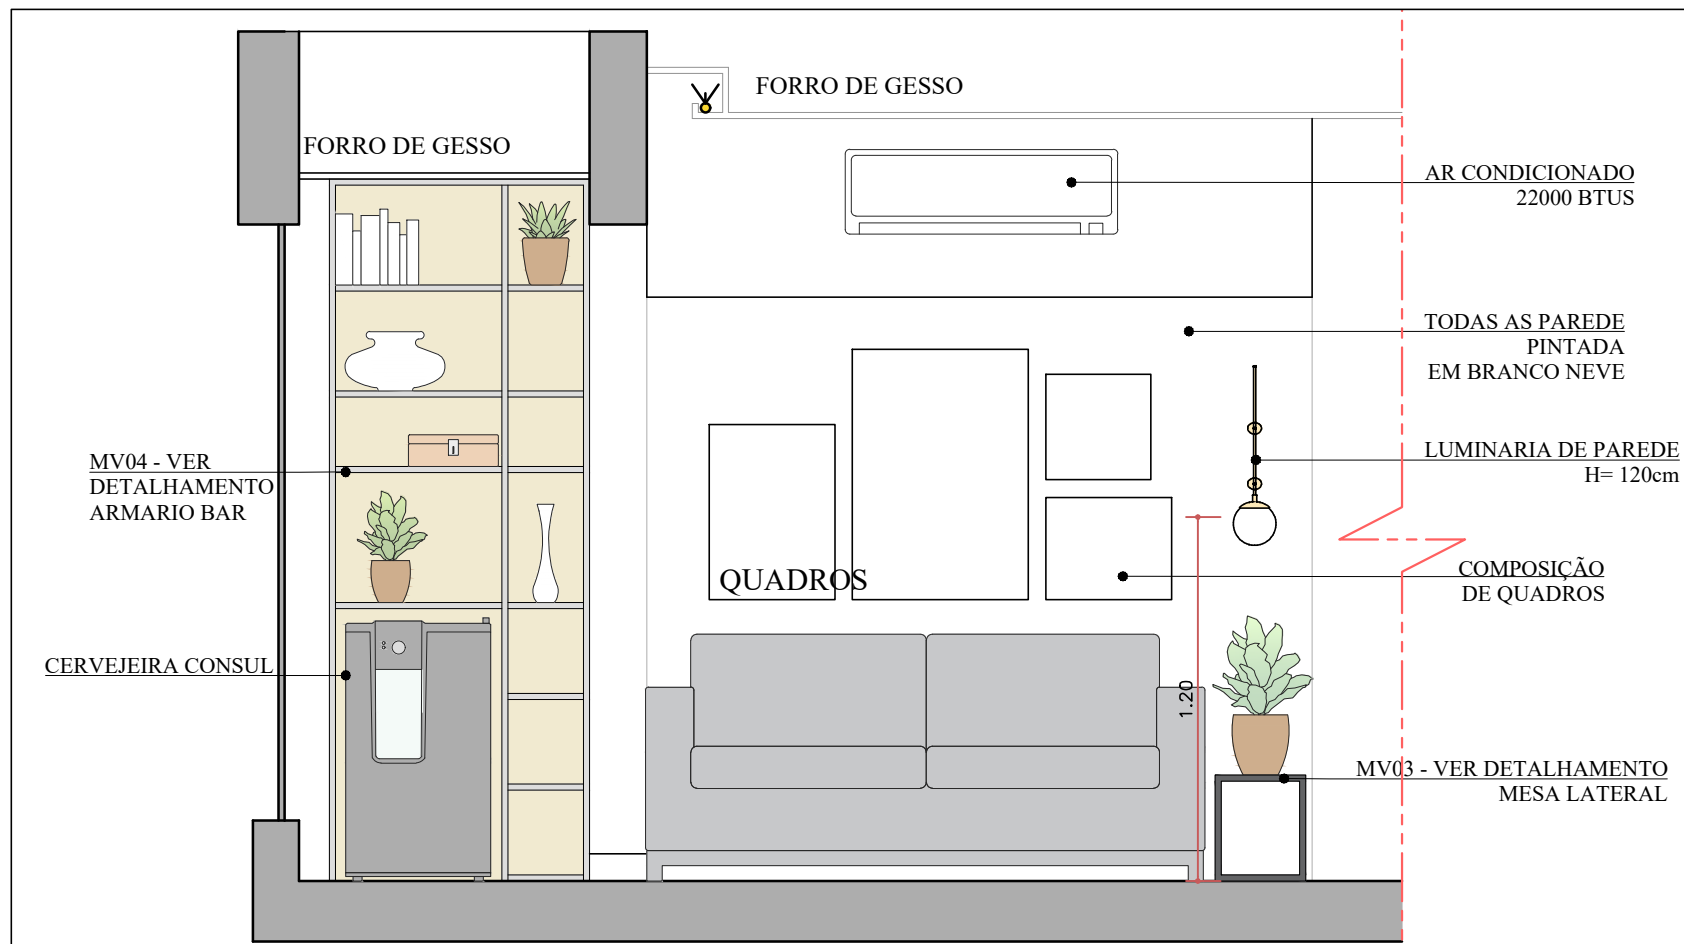 FORRO DE GESSO
FORRO DE GESSO
AR CONDICIONADO
22000 BTUS
TODAS AS PAREDE
PINTADA
EM BRANCO NEVE
MV04 - VER
DETALHAMENTO
ARMARIO BAR
LUMINARIA DE PAREDE
H= 120cm
QUADROS
COMPOSIÇÃO
DE QUADROS
CERVEJEIRA CONSUL
1.20
MV03 - VER DETALHAMENTO
MESA LATERAL